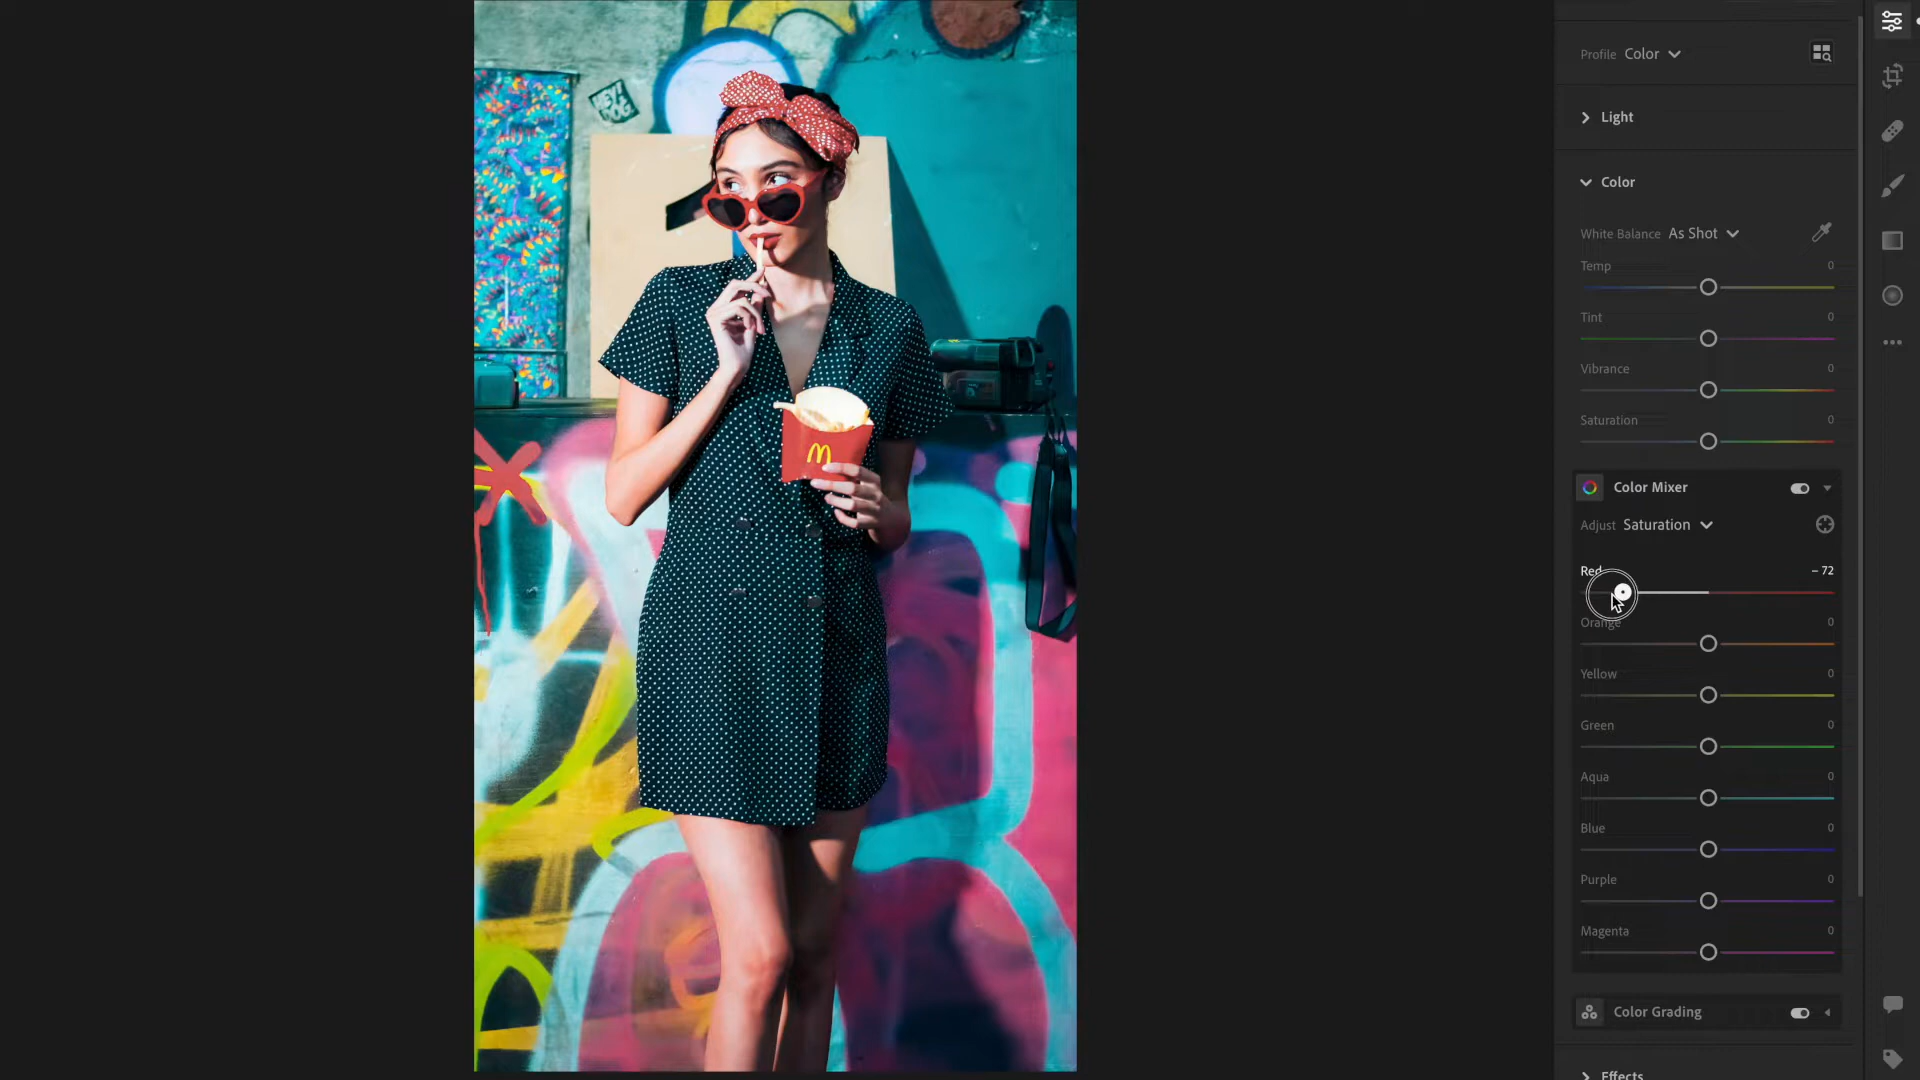 HEY!
DOG
M
Profile Color
Light
Color
White Balance As Shot
Temp 0
Tint 0
Vibrance 0
Saturation 0
Color Mixer
Adjust Saturation
Red − 72
Orange 0
Yellow 0
Green 0
Aqua 0
Blue 0
Purple 0
Magenta 0
Color Grading
Effects